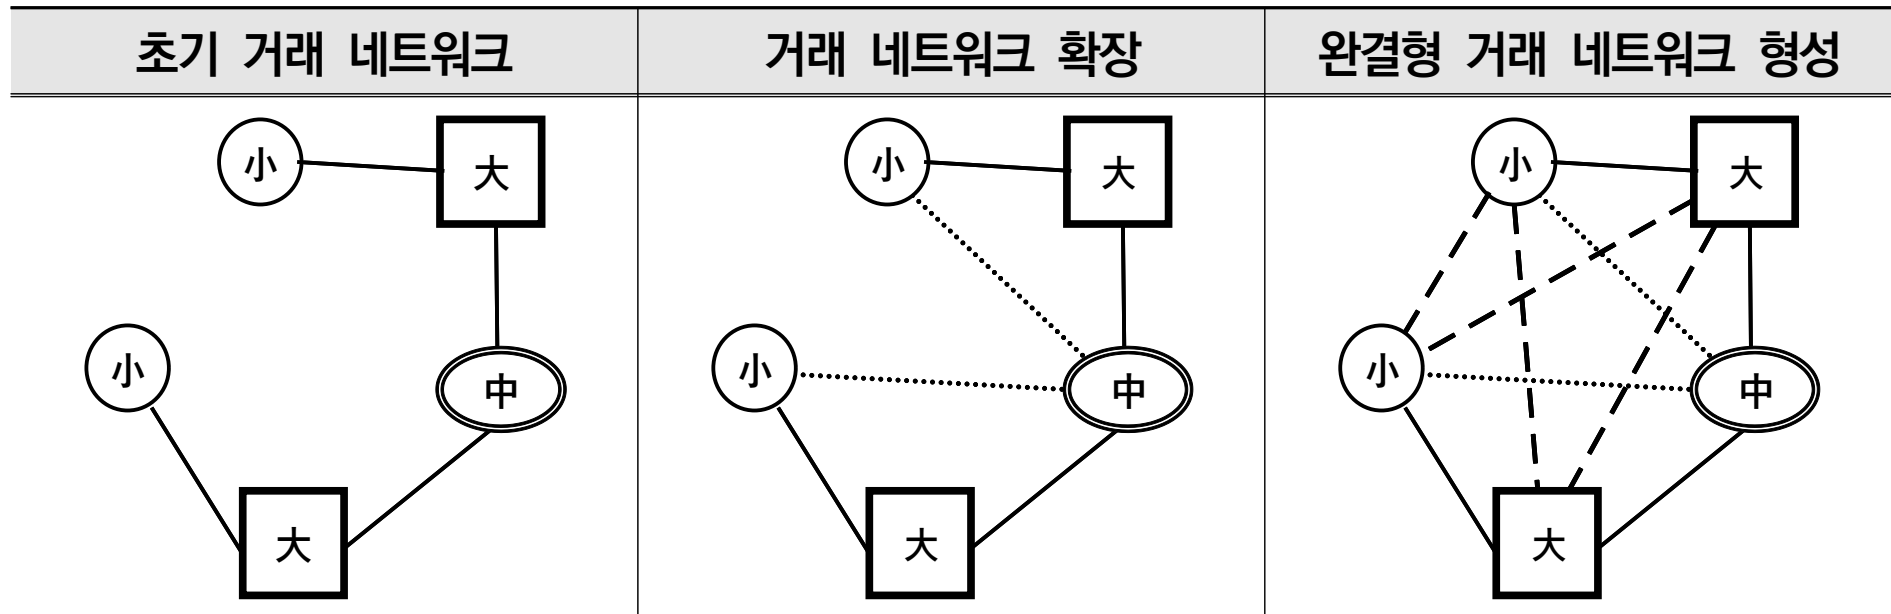 초기 거래 네트워크
거래 네트워크 확장
완결형 거래 네트워크 형성
小
大
小
中
大
小
大
小
中
大
小
大
小
中
大